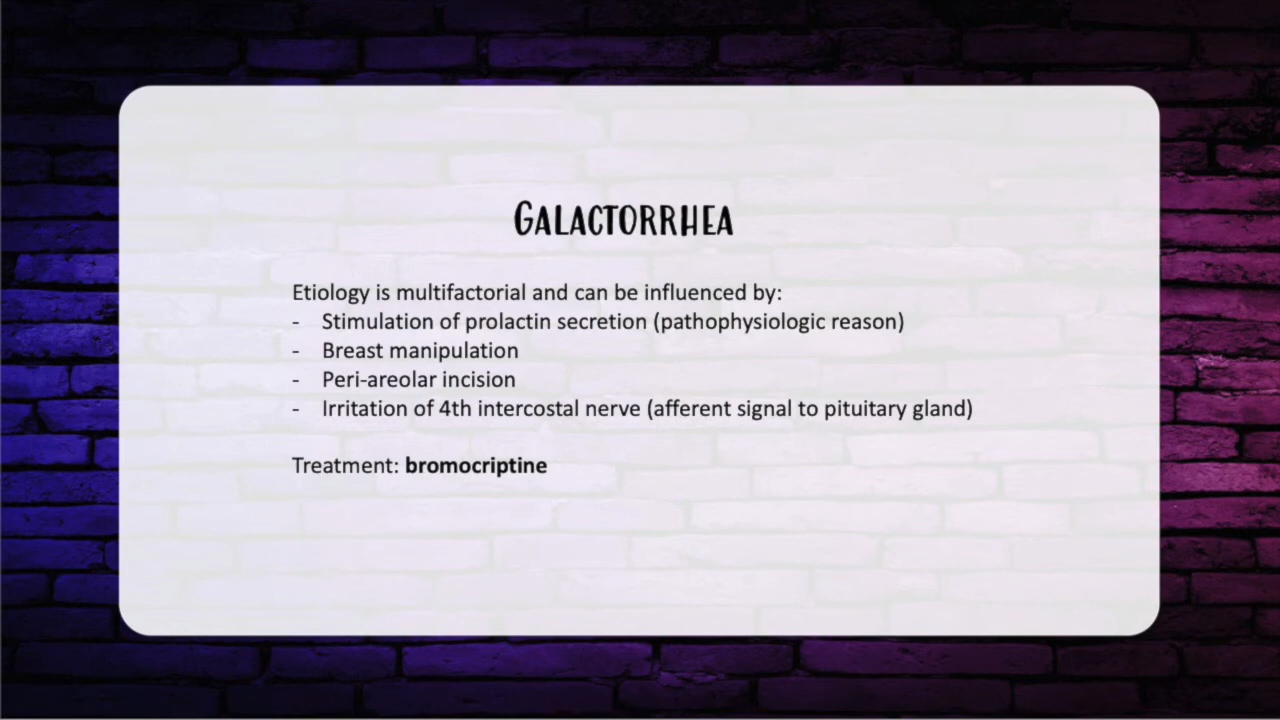 GALACTORRHEA
Etiology is multifactorial and can be influenced by:
- Stimulation of prolactin secretion (pathophysiologic reason)
- Breast manipulation
- Peri-areolar incision
- Irritation of 4th intercostal nerve (afferent signal to pituitary gland)
Treatment: bromocriptine